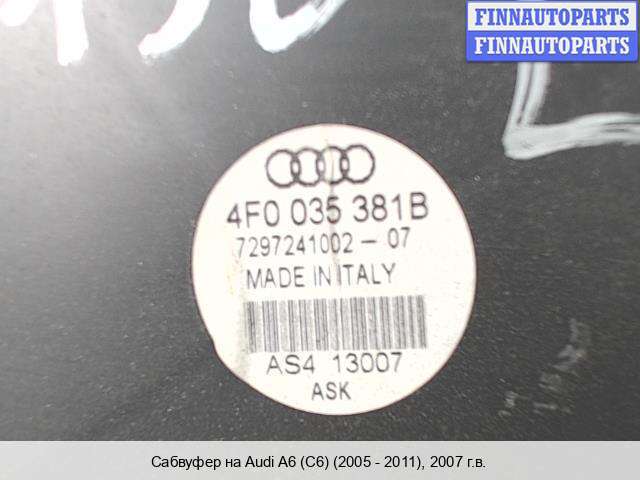 FINNAUTOPARTS
FINNAUTOPARTS
4F0 035 381B
7297241002-07
MADE IN ITALY
AS4 13007
ASK
Сабвуфер на Audi A6 (C6) (2005 - 2011), 2007 г.в.